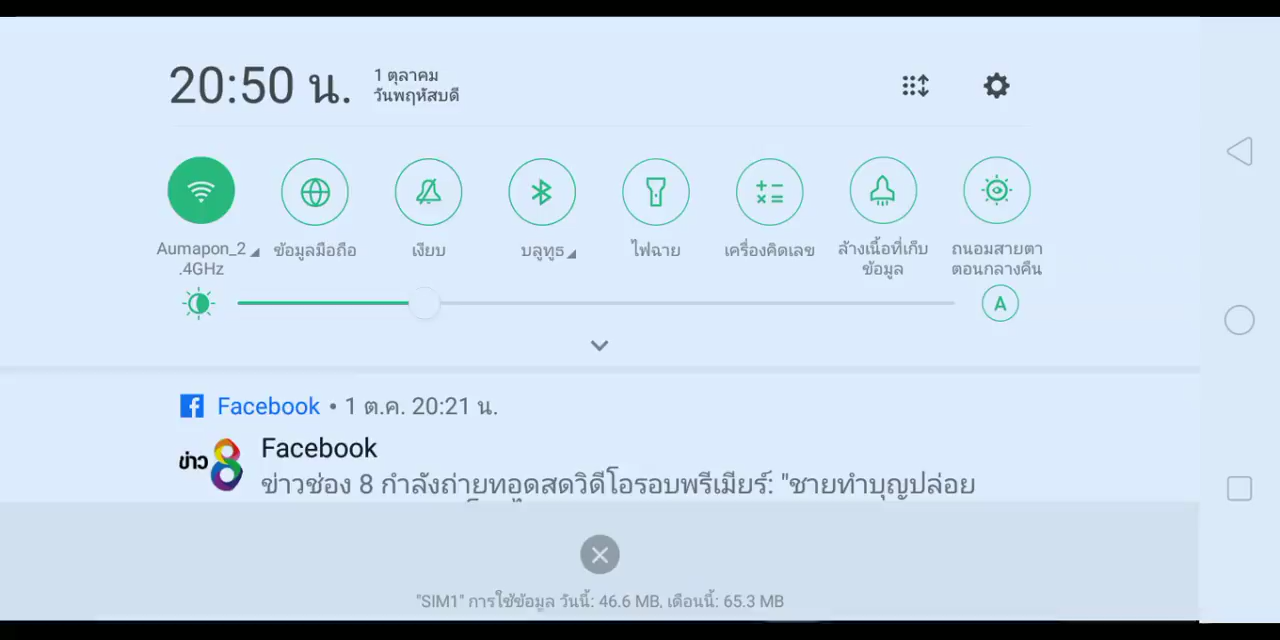 20:50 น.
1 ตุลาคม
วันพฤหัสบดี
Aumapon_2
.4GHz
ข้อมูลมือถือ
เงียบ
บลูทูธ
ไฟฉาย
เครื่องคิดเลข
ล้างเนื้อที่เก็บ
ข้อมูล
ถนอมสายตา
ตอนกลางคืน
A
Facebook • 1 ต.ค. 20:21 น.
ข่าว 8
Facebook
ข่าวช่อง 8 กำลังถ่ายทอดสดวิดีโอรอบพรีเมียร์: "ชายทำบุญปล่อย
"SIM1" การใช้ข้อมูล วันนี้: 46.6 MB, เดือนนี้: 65.3 MB